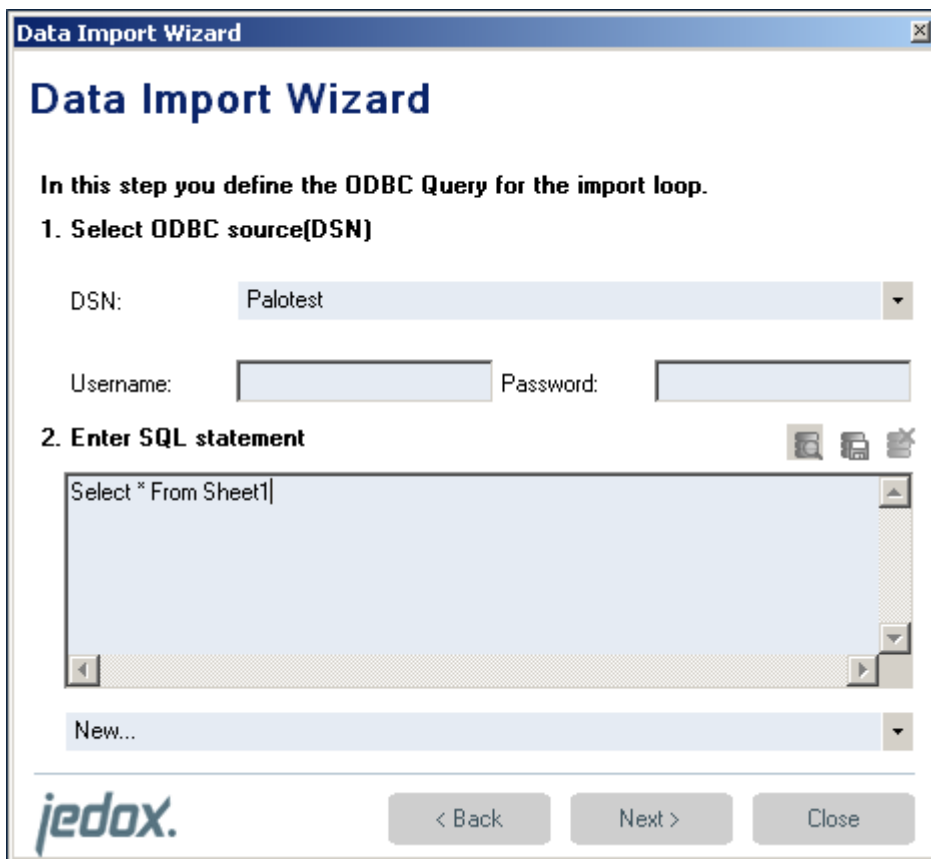 Data Import Wizard
Data Import Wizard
In this step you define the ODBC Query for the import loop.
1. Select ODBC source(DSN)
DSN: Palotest
Username: Password:
2. Enter SQL statement
Select * From Sheet1
New...
jedox. < Back Next > Close